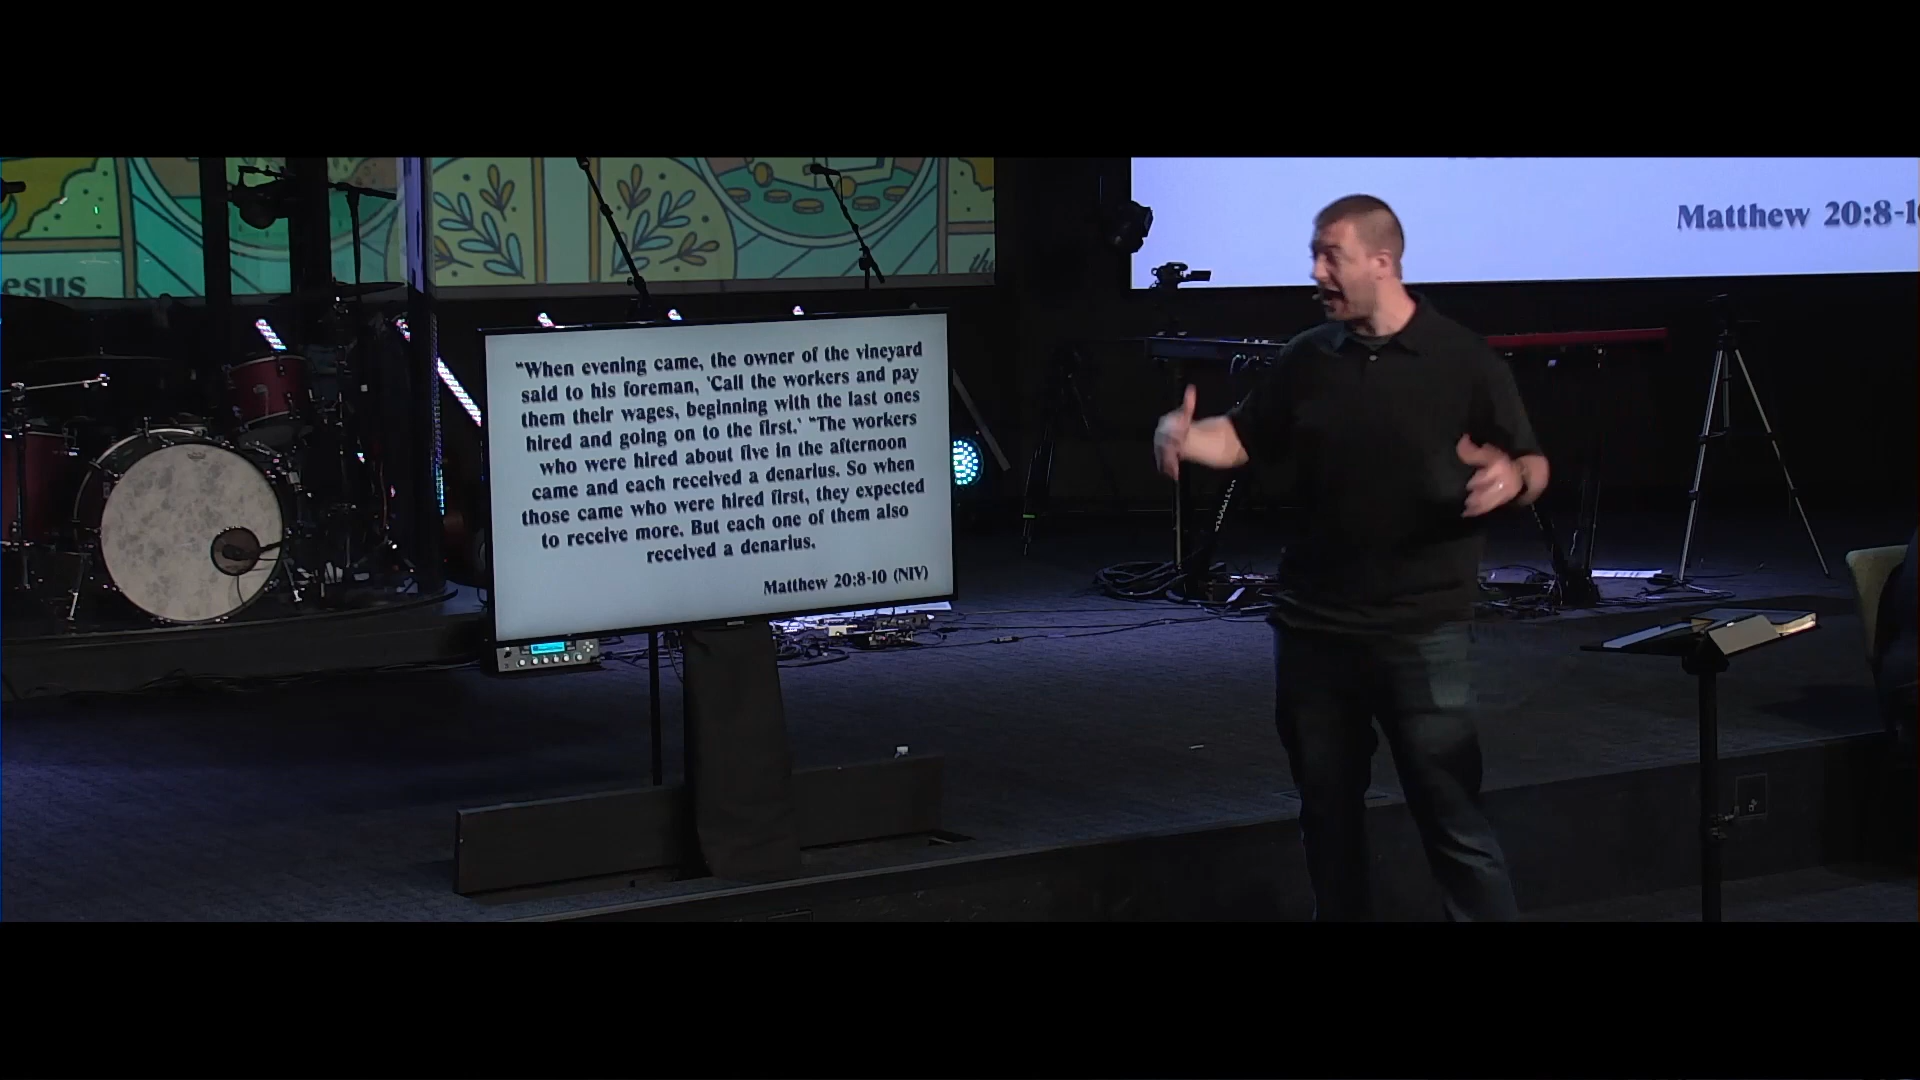 esus
the
Matthew 20:8-1
“When evening came, the owner of the vineyard
said to his foreman, ‘Call the workers and pay
them their wages, beginning with the last ones
hired and going on to the first.’ “The workers
who were hired about five in the afternoon
came and each received a denarius. So when
those came who were hired first, they expected
to receive more. But each one of them also
received a denarius.
Matthew 20:8-10 (NIV)